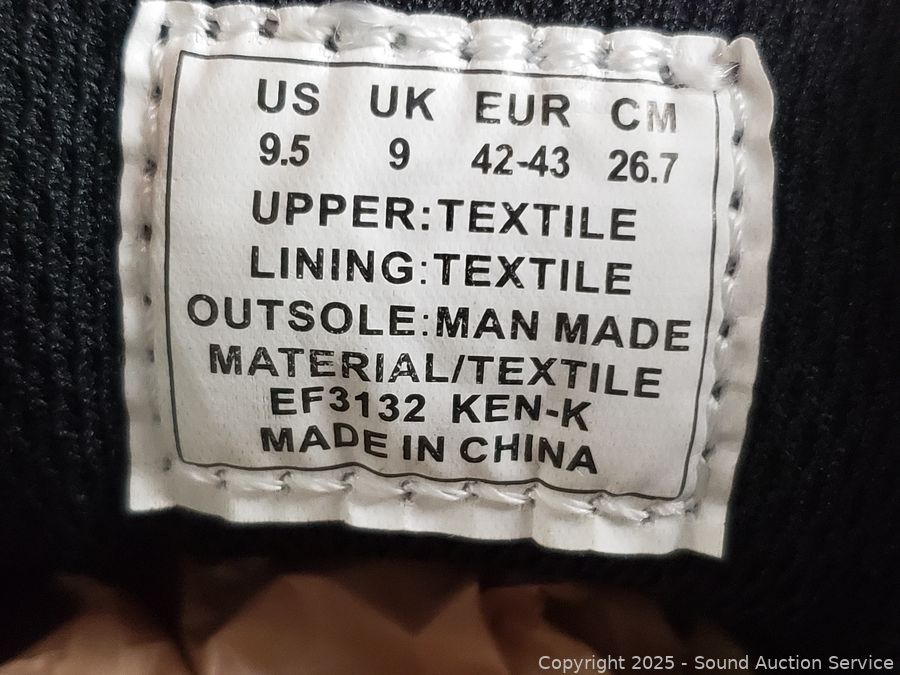 US UK EUR CM
9.5 9 42-43 26.7
UPPER:TEXTILE
LINING:TEXTILE
OUTSOLE:MAN MADE
MATERIAL/TEXTILE
EF3132 KEN-K
MADE IN CHINA
Copyright © 2025 - Sound Auction Service